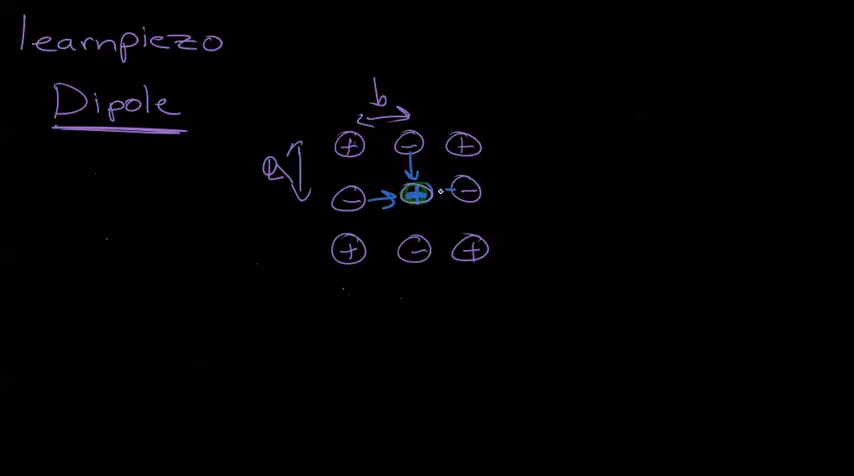 learnpiezo
Dipole
b
a
+ - +
- + -
+ - +